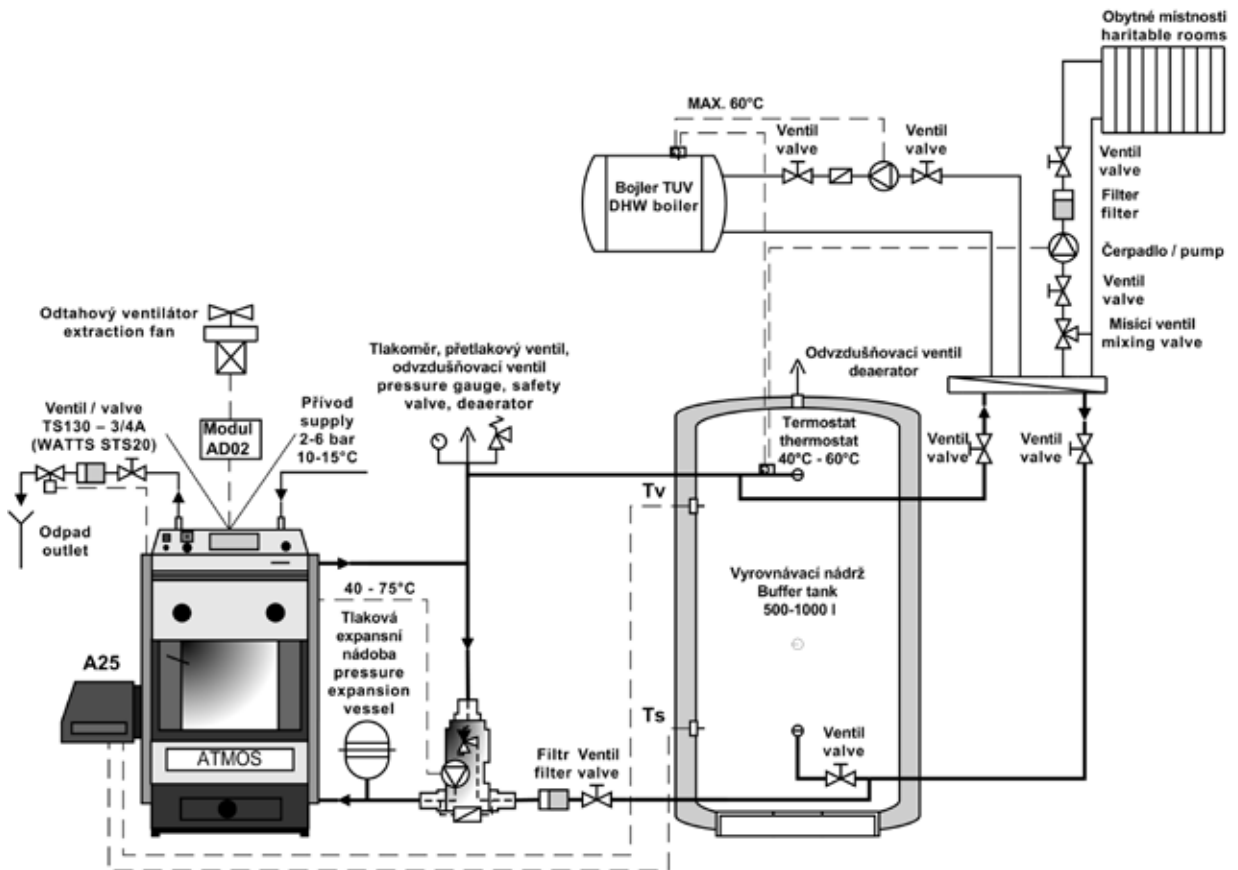 Obytné místnosti
haritable rooms
MAX. 60°C
Ventil
valve
Ventil
valve
Bojler TUV
DHW boiler
Ventil
valve
Filter
filter
Čerpadlo / pump
Ventil
valve
Misící ventil
mixing valve
Odtahový ventilátor
extraction fan
Tlakoměr, přetlakový ventil,
odvzdušňovací ventil
pressure gauge, safety
valve, deaerator
Odvzdušňovací ventil
deaerator
Ventil / valve
TS130 – 3/4A
(WATTS STS20)
Modul
AD02
Přívod
supply
2-6 bar
10-15°C
Termostat
thermostat
40°C - 60°C
Ventil
valve
Ventil
valve
Odpad
outlet
Tv
40 - 75°C
Tlaková
expansní
nádoba
pressure
expansion
vessel
Vyrovnávací nádrž
Buffer tank
500-1000 l
A25
Ts
ATMOS
Filtr
filter
Ventil
valve
Ventil
valve